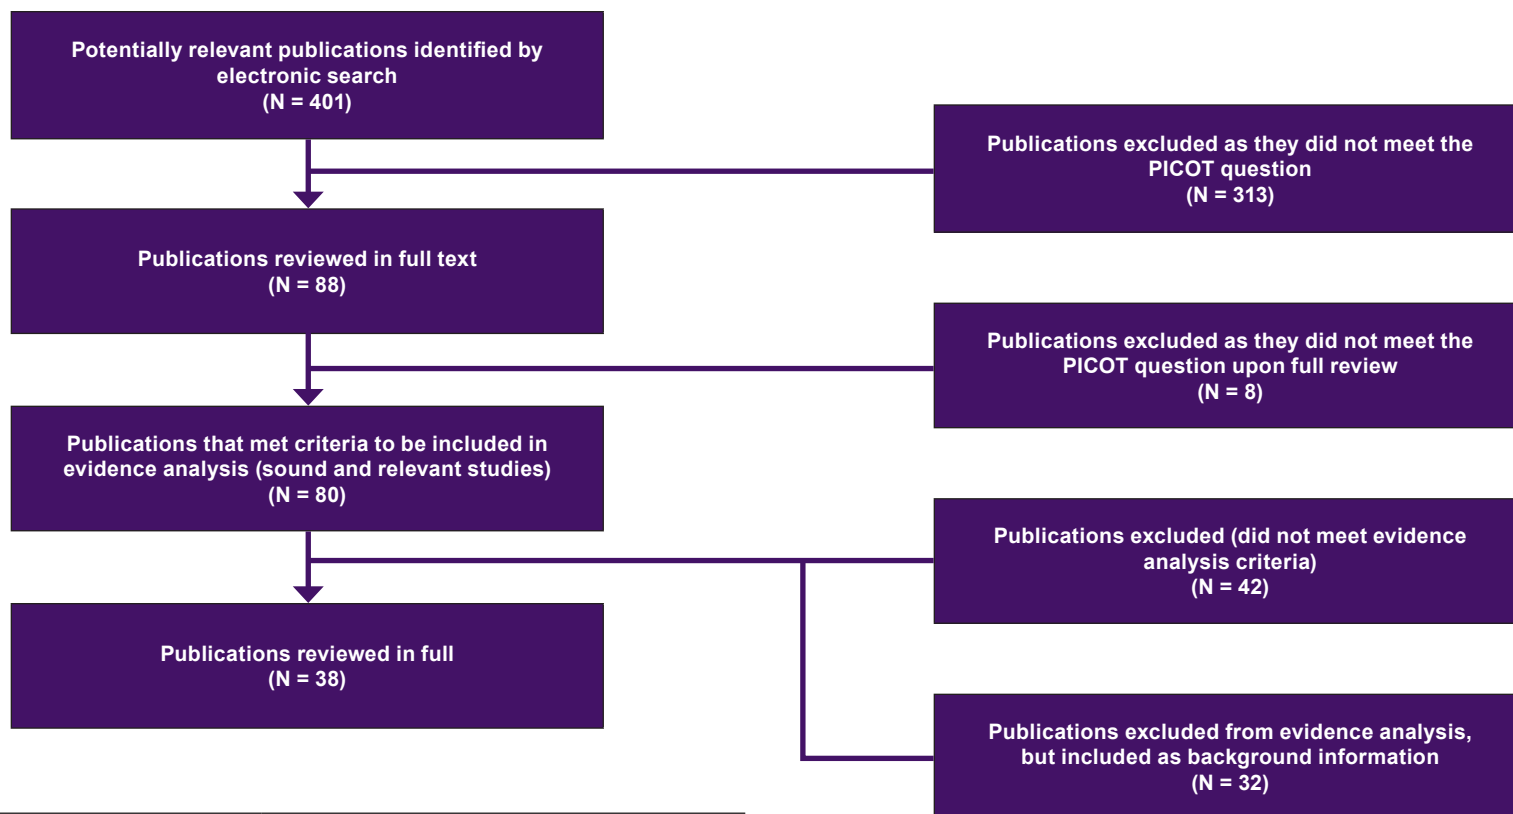 Potentially relevant publications identified by
electronic search
(N = 401)
Publications excluded as they did not meet the
PICOT question
(N = 313)
Publications reviewed in full text
(N = 88)
Publications excluded as they did not meet the
PICOT question upon full review
(N = 8)
Publications that met criteria to be included in
evidence analysis (sound and relevant studies)
(N = 80)
Publications excluded (did not meet evidence
analysis criteria)
(N = 42)
Publications reviewed in full
(N = 38)
Publications excluded from evidence analysis,
but included as background information
(N = 32)